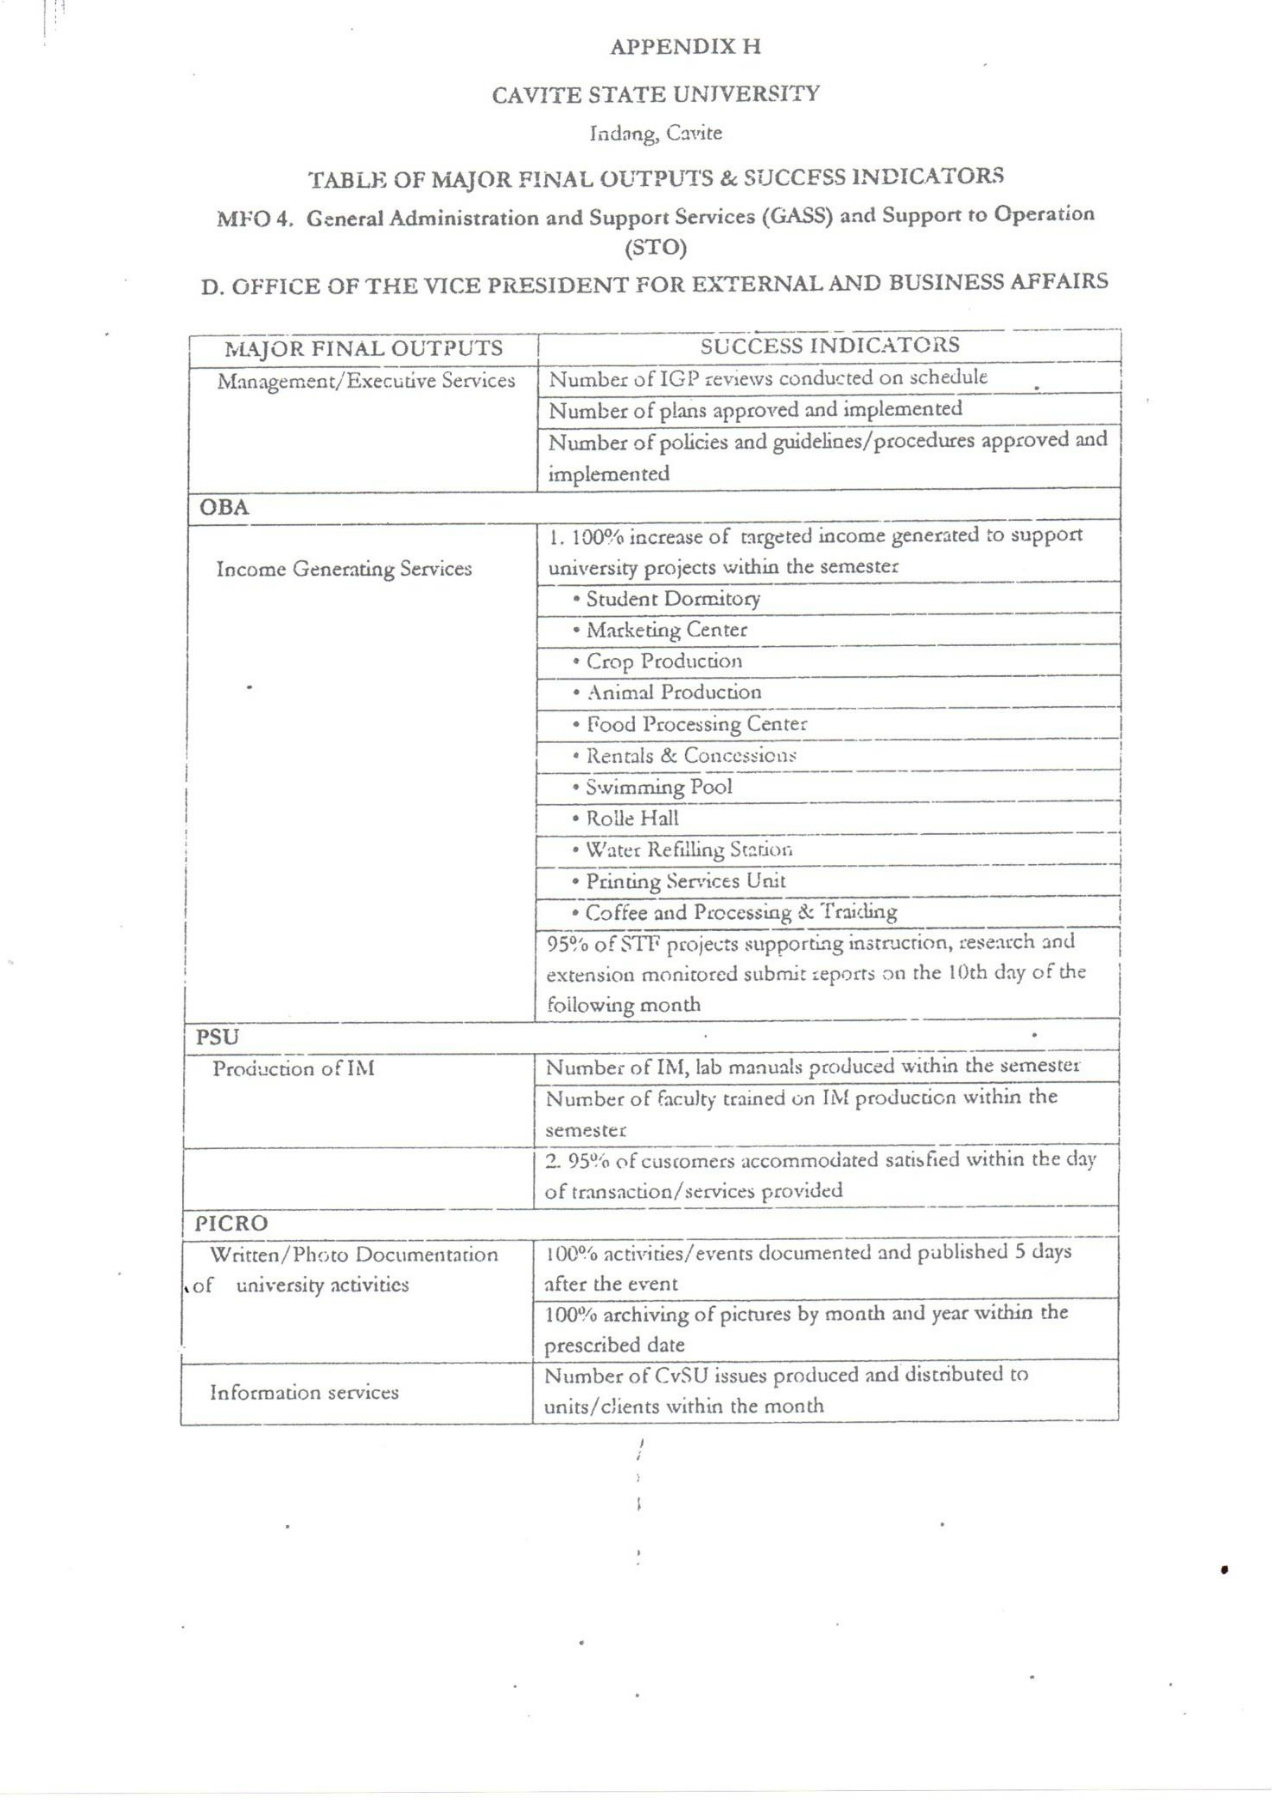 APPENDIX H
CAVITE STATE UNIVERSITY
Indang, Cavite
TABLE OF MAJOR FINAL OUTPUTS & SUCCESS INDICATORS
MFO 4. General Administration and Support Services (GASS) and Support to Operation
(STO)
D. OFFICE OF THE VICE PRESIDENT FOR EXTERNAL AND BUSINESS AFFAIRS
MAJOR FINAL OUTPUTS
SUCCESS INDICATORS
Management/Executive Services
Number of IGP reviews conducted on schedule
Number of plans approved and implemented
Number of policies and guidelines/procedures approved and
implemented
OBA
Income Generating Services
1. 100% increase of targeted income generated to support
university projects within the semester
• Student Dormitory
• Marketing Center
• Crop Production
• Animal Production
• Food Processing Center
• Rentals & Concessions
• Swimming Pool
• Rolle Hall
• Water Refilling Station
• Printing Services Unit
• Coffee and Processing & Traiding
95% of STF projects supporting instruction, research and
extension monitored submit reports on the 10th day of the
following month
PSU
Production of IM
Number of IM, lab manuals produced within the semester
Number of faculty trained on IM production within the
semester
2. 95% of customers accommodated satisfied within the day
of transaction/services provided
PICRO
Written/Photo Documentation
of university activities
100% activities/events documented and published 5 days
after the event
100% archiving of pictures by month and year within the
prescribed date
Information services
Number of CvSU issues produced and distributed to
units/clients within the month